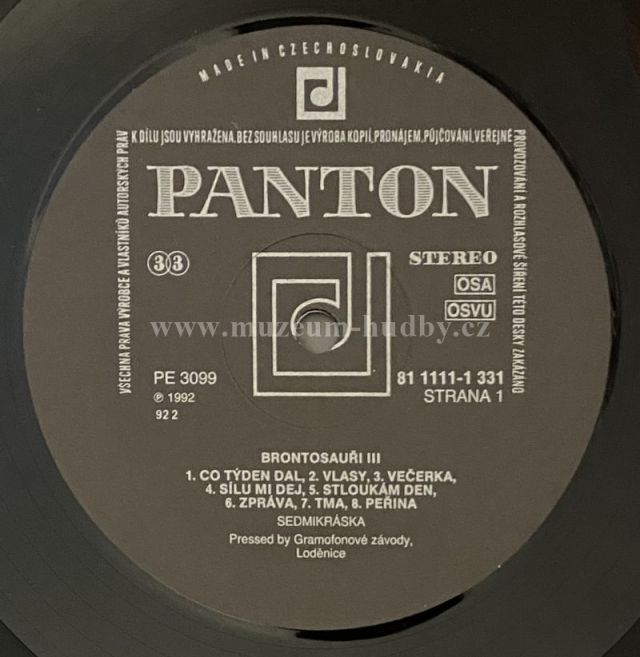 MADE IN CZECHOSLOVAKIA
VŠECHNA PRÁVA VÝROBCE A VLASTNÍKŮ AUTORSKÝCH PRÁV
K DÍLU JSOU VYHRAŽENA. BEZ SOUHLASU JE VÝROBA KOPIÍ, PRONÁJEM, PŮJČOVÁNÍ, VEŘEJNÉ
PROVOZOVÁNÍ A ROZHLASOVÉ ŠÍŘENÍ TÉTO DESKY ZAKÁZÁNO
PANTON
33
STEREO
OSA
OSVU
www.muzeum-hudby.cz
PE 3099
81 1111-1 331
℗ 1992
STRANA 1
92 2
BRONTOSAUŘI III
1. CO TÝDEN DAL, 2. VLASY, 3. VEČERKA,
4. SÍLU MI DEJ, 5. STLOUKÁM DEN,
6. ZPRÁVA, 7. TMA, 8. PEŘINA
SEDMIKRÁSKA
Pressed by Gramofonové závody,
Loděnice